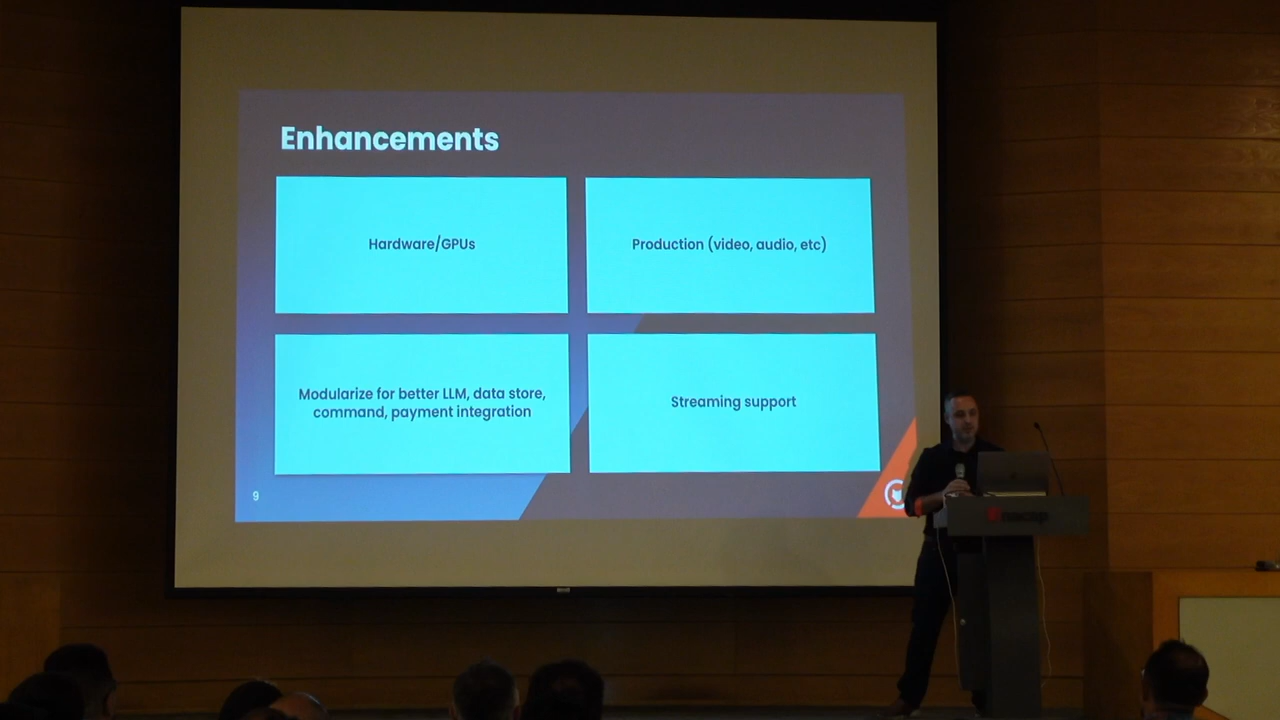 Enhancements
Hardware/GPUs
Production (video, audio, etc)
Modularize for better LLM, data store,
command, payment integration
Streaming support
9